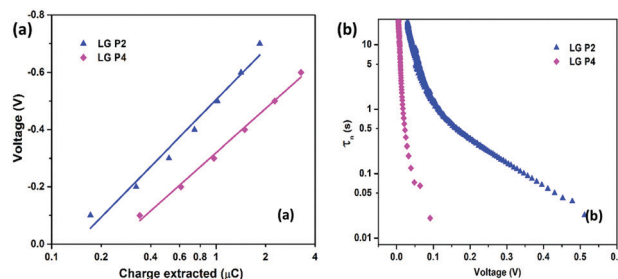 (a)
LG P2
LG P4
Voltage (V)
-0.8
-0.6
-0.4
-0.2
0.0
0.1
0.2
0.4
0.6
0.8
1
2
4
Charge extracted (μC)
(a)
(b)
LG P2
LG P4
τn (s)
10
5
1
0.5
0.1
0.05
0.01
0.0
0.1
0.2
0.3
0.4
0.5
Voltage (V)
(b)